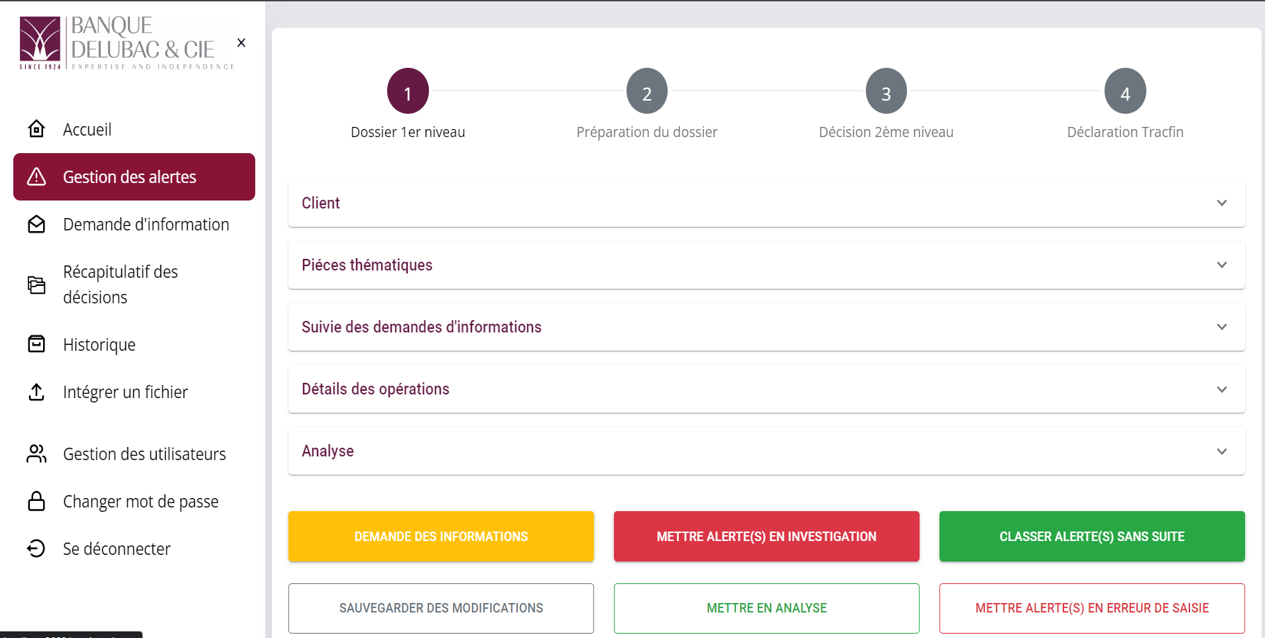 BANQUE
DELUBAC & CIE
SINCE 1924 EXPERTISE AND INDEPENDENCE
×
Accueil
Gestion des alertes
Demande d'information
Récapitulatif des
décisions
Historique
Intégrer un fichier
Gestion des utilisateurs
Changer mot de passe
Se déconnecter
1
Dossier 1er niveau
2
Préparation du dossier
3
Décision 2ème niveau
4
Déclaration Tracfin
Client
Piéces thématiques
Suivie des demandes d'informations
Détails des opérations
Analyse
DEMANDE DES INFORMATIONS
METTRE ALERTE(S) EN INVESTIGATION
CLASSER ALERTE(S) SANS SUITE
SAUVEGARDER DES MODIFICATIONS
METTRE EN ANALYSE
METTRE ALERTE(S) EN ERREUR DE SAISIE